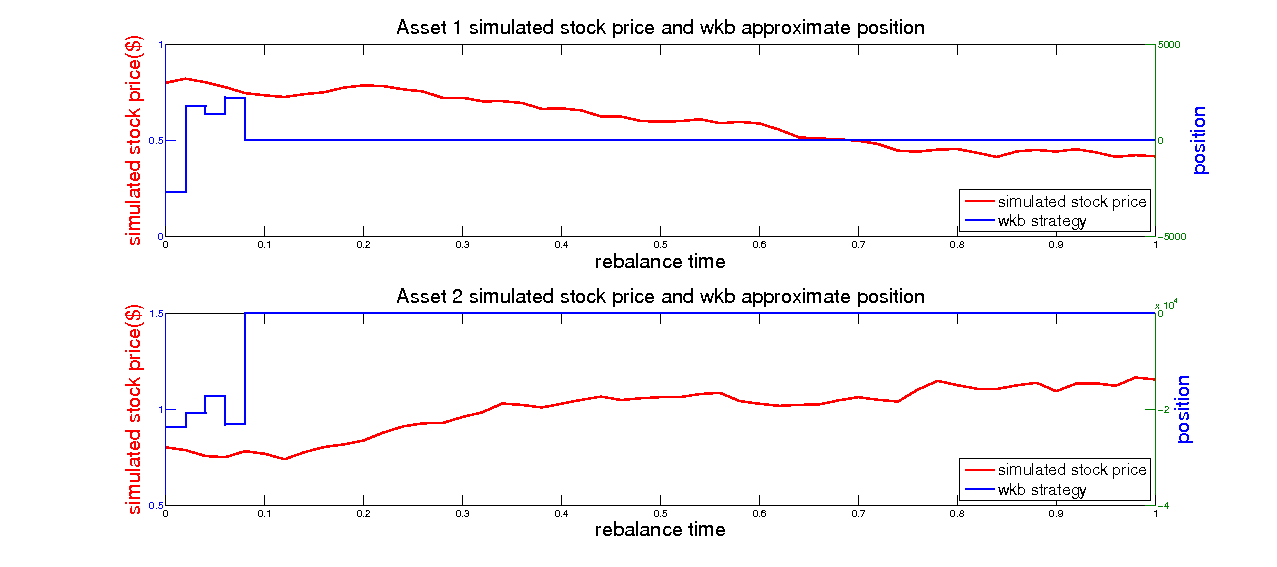 Asset 1 simulated stock price and wkb approximate position
simulated stock price($)
1
0.5
0
5000
0
-5000
position
simulated stock price
wkb strategy
0 0.1 0.2 0.3 0.4 0.5 0.6 0.7 0.8 0.9 1
rebalance time
Asset 2 simulated stock price and wkb approximate position
simulated stock price($)
1.5
1
0.5
x 10^4
0
-2
-4
position
simulated stock price
wkb strategy
0 0.1 0.2 0.3 0.4 0.5 0.6 0.7 0.8 0.9 1
rebalance time